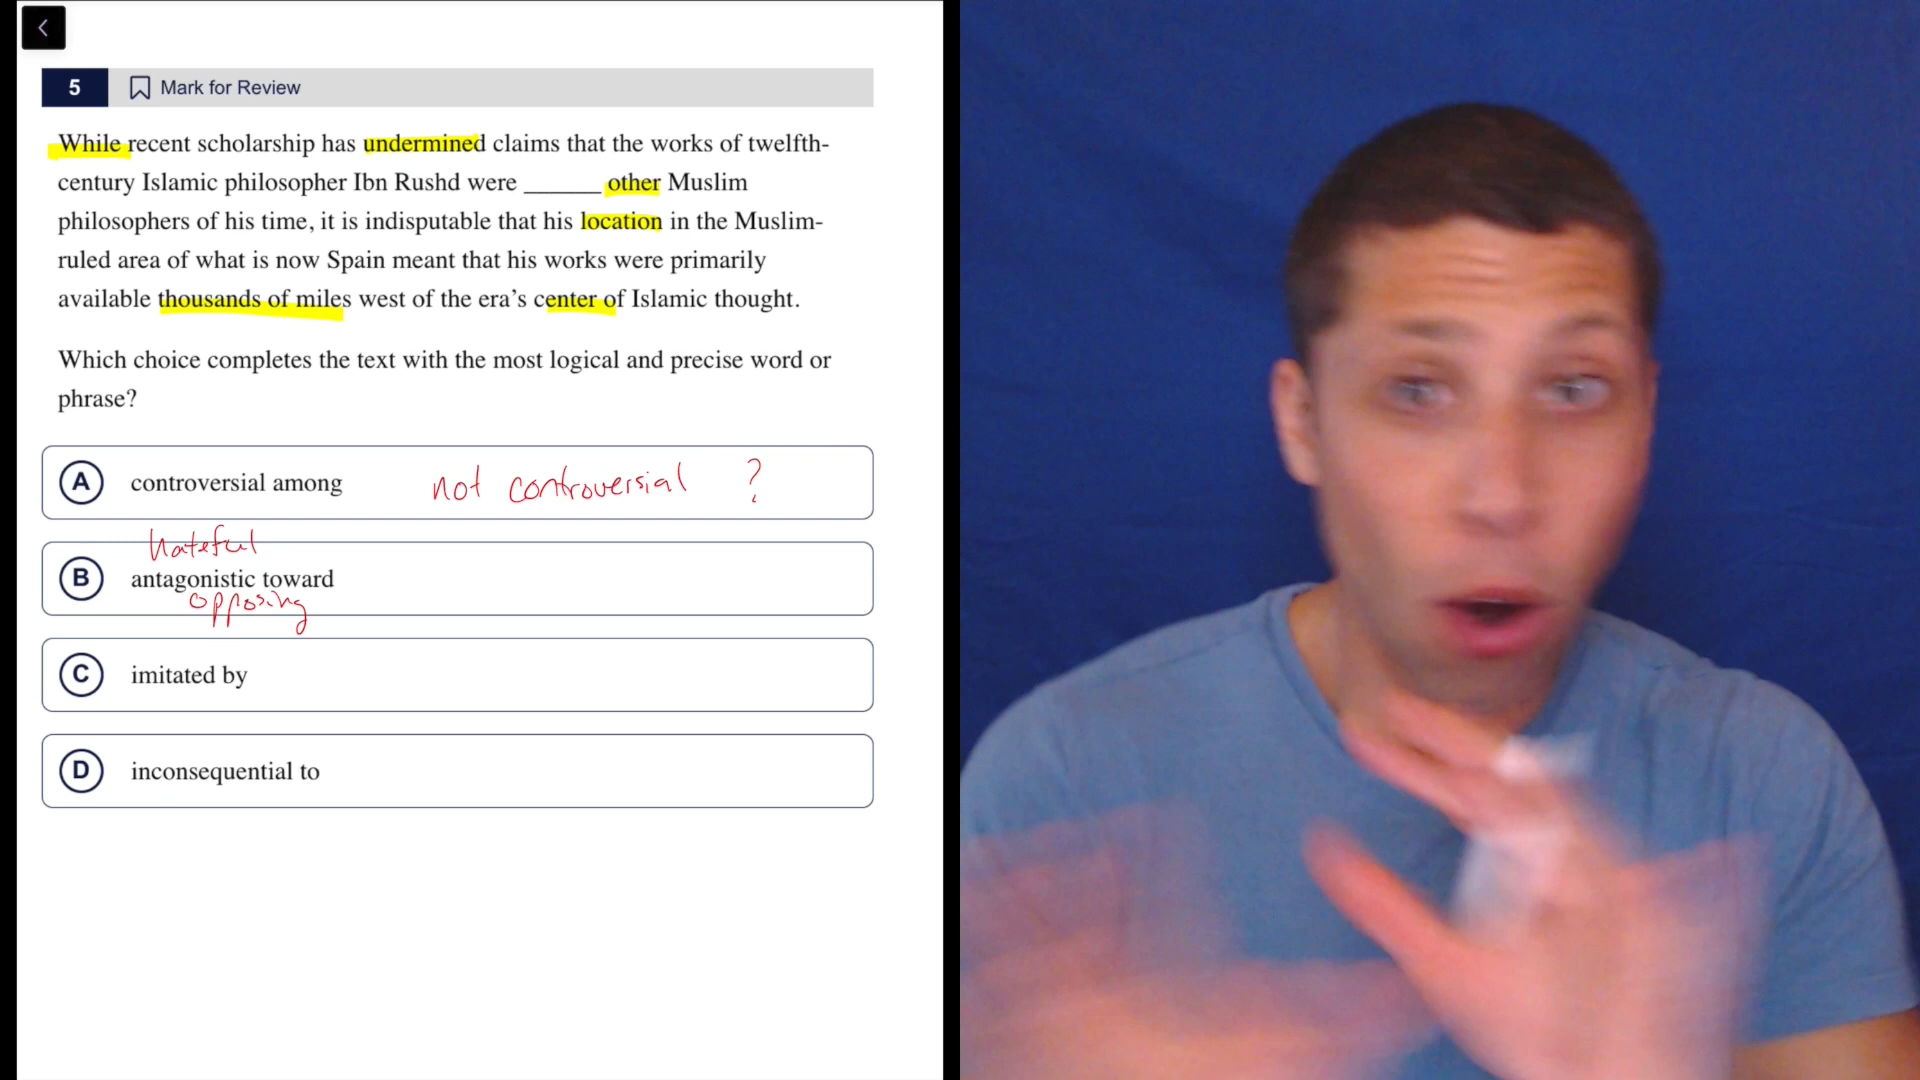 5 Mark for Review
While recent scholarship has undermined claims that the works of twelfth-
century Islamic philosopher Ibn Rushd were ______ other Muslim
philosophers of his time, it is indisputable that his location in the Muslim-
ruled area of what is now Spain meant that his works were primarily
available thousands of miles west of the era's center of Islamic thought.
Which choice completes the text with the most logical and precise word or
phrase?
A controversial among not controversial ?
hateful
B antagonistic toward
opposing
C imitated by
D inconsequential to